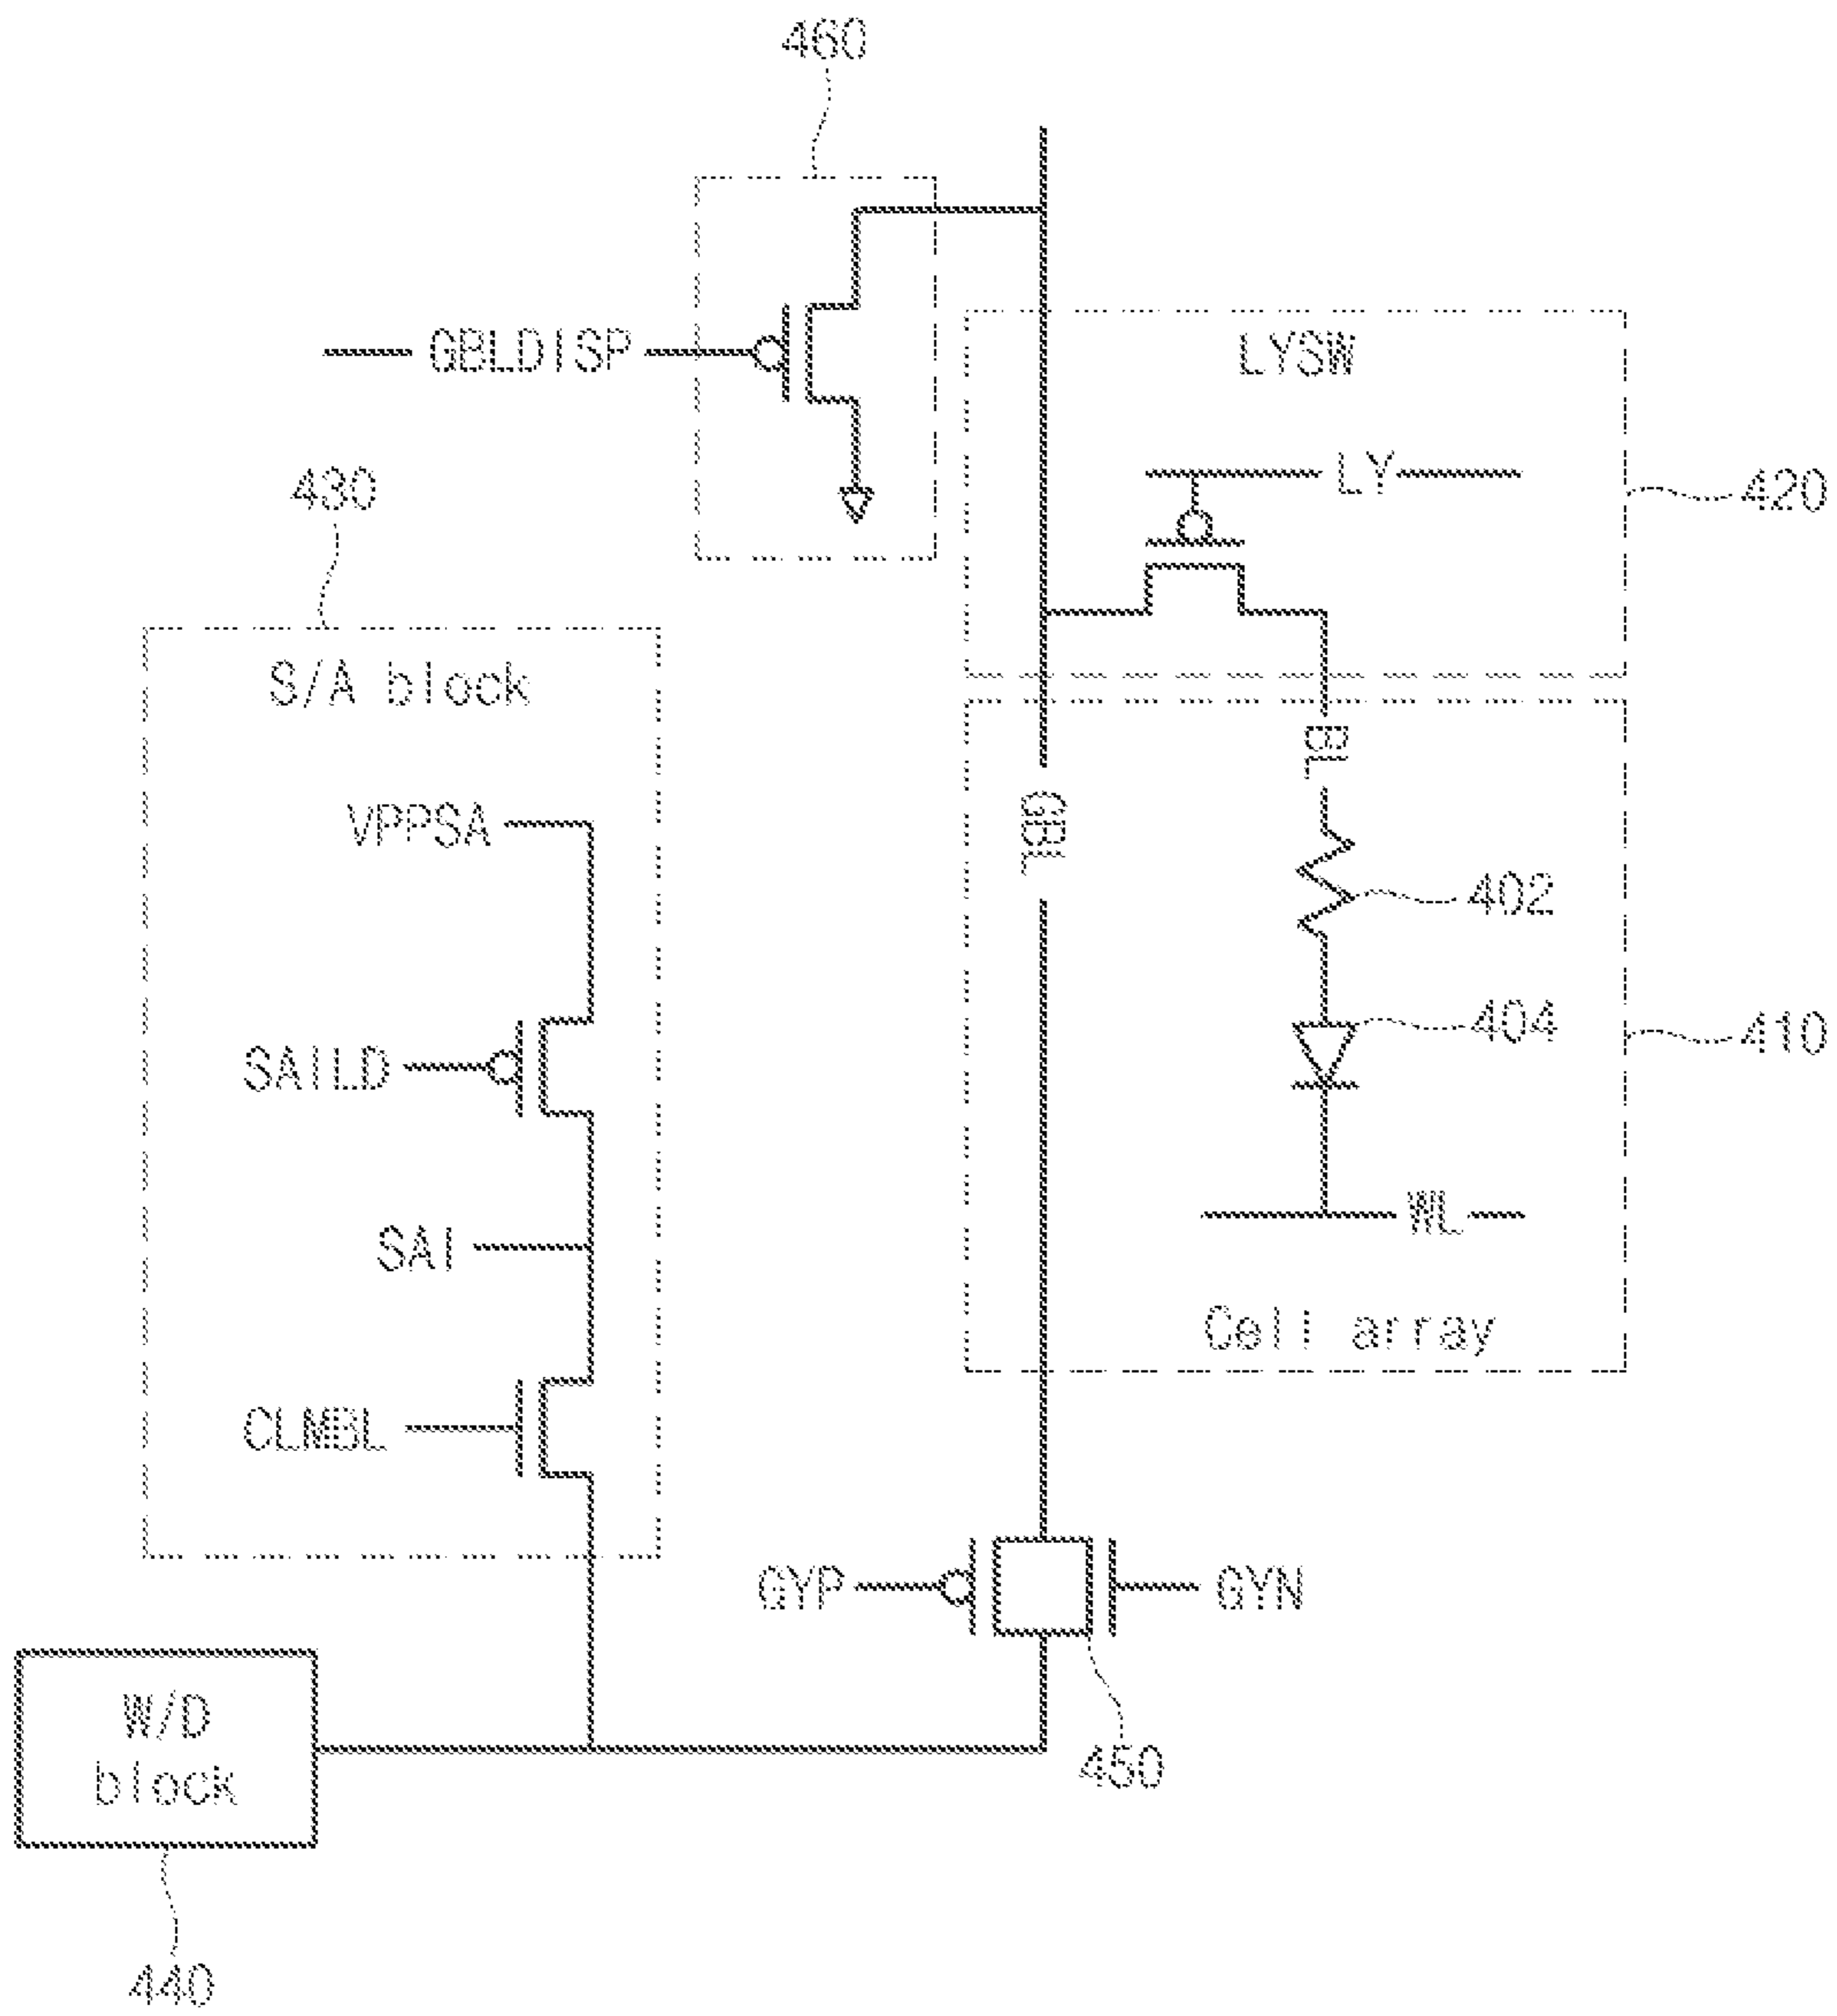 460
GBLDISP
LYSW
LY
420
430
S/A block
BL
VPPSA
GBL
402
SAILD
404
410
WL
SAI
Cell array
CLMBL
GYP
GYN
W/D
block
450
440